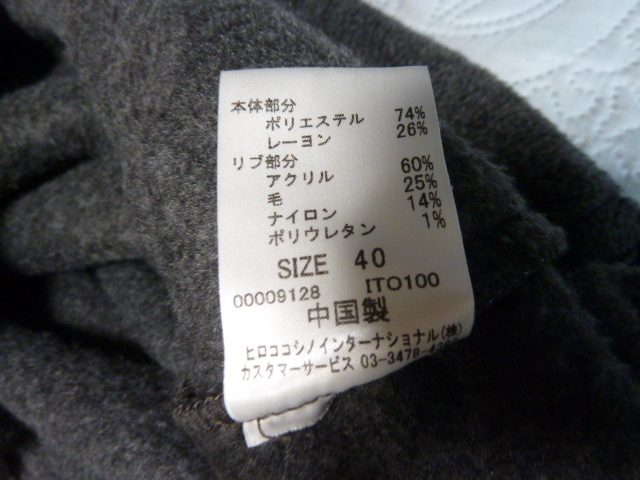 本体部分
ポリエステル 74%
レーヨン 26%
リブ部分
アクリル 60%
毛 25%
ナイロン 14%
ポリウレタン 1%
SIZE 40
00009128 ITO100
中国製
ヒロココシノインターナショナル(株)
カスタマーサービス 03-3478-